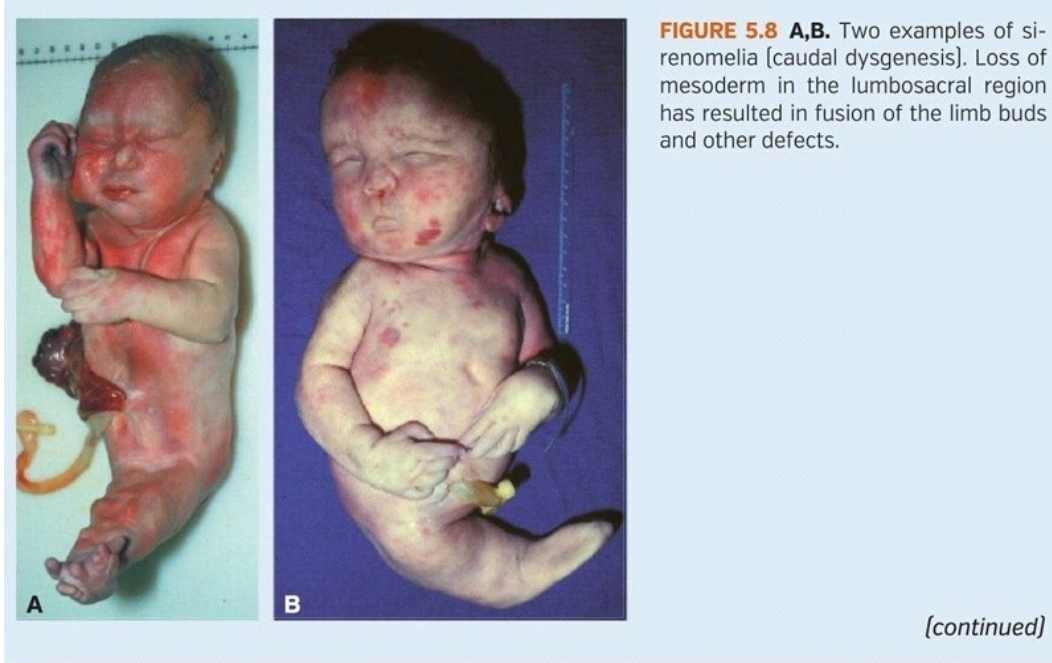 FIGURE 5.8 A,B. Two examples of si-
renomelia (caudal dysgenesis). Loss of
mesoderm in the lumbosacral region
has resulted in fusion of the limb buds
and other defects.
A
B
(continued)